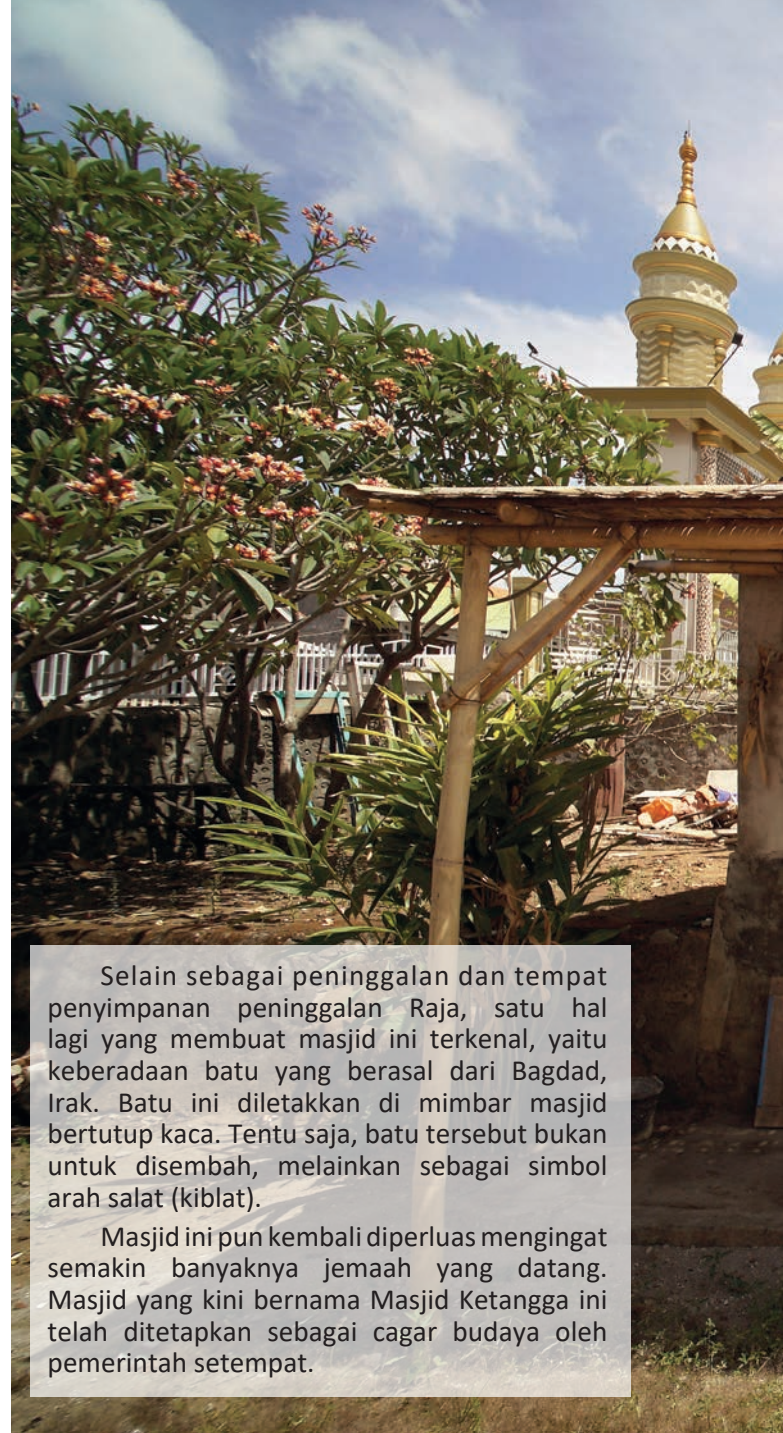 Selain sebagai peninggalan dan tempat
penyimpanan peninggalan Raja, satu hal
lagi yang membuat masjid ini terkenal, yaitu
keberadaan batu yang berasal dari Bagdad,
Irak. Batu ini diletakkan di mimbar masjid
bertutup kaca. Tentu saja, batu tersebut bukan
untuk disembah, melainkan sebagai simbol
arah salat (kiblat).
Masjid ini pun kembali diperluas mengingat
semakin banyaknya jemaah yang datang.
Masjid yang kini bernama Masjid Ketangga ini
telah ditetapkan sebagai cagar budaya oleh
pemerintah setempat.